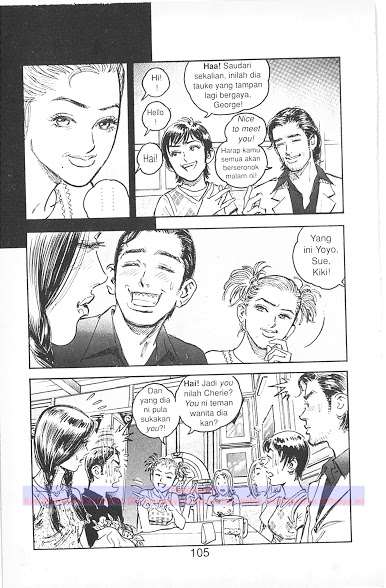 Hi!
!
Hello
!
Hai!
Haa! Saudari
sekalian, inilah dia
tauke yang tampan
lagi bergaya,
George!
Nice
to meet
you!
Harap kamu
semua akan
berseronok
malam ni!
Yang
ini Yoyo,
Sue,
Kiki!
Dan
yang dia
ni pula
sukakan
you?!
Hai! Jadi you
nilah Cherie?
You ni teman
wanita dia
kan?
105